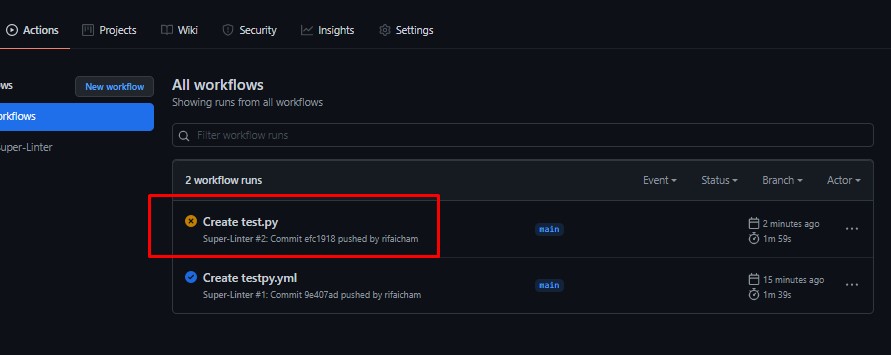 Actions Projects Wiki Security Insights Settings
ws New workflow
All workflows
Showing runs from all workflows
orkflows
Filter workflow runs
uper-Linter
2 workflow runs Event Status Branch Actor
Create test.py
Super-Linter #2: Commit efc1918 pushed by rifaicham
main
2 minutes ago
1m 59s
Create testpy.yml
Super-Linter #1: Commit 9e407ad pushed by rifaicham
main
15 minutes ago
1m 39s